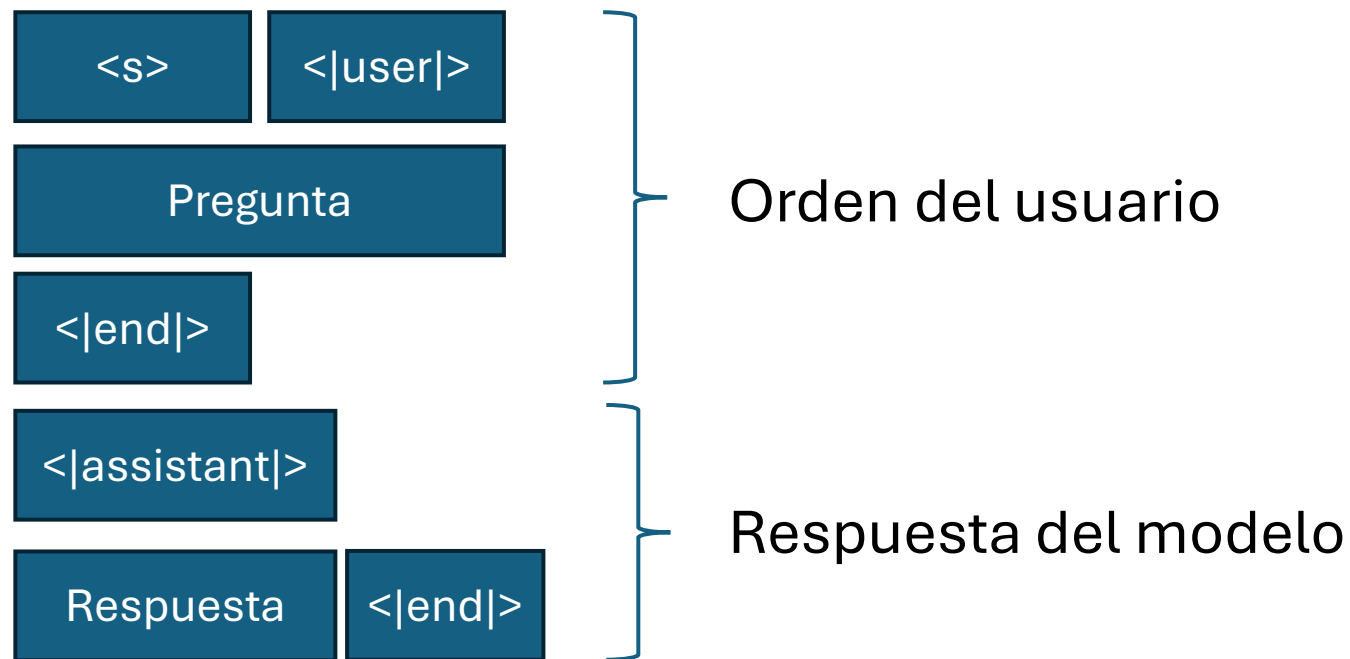 <s> <|user|>
Pregunta
Orden del usuario
<|end|>
<|assistant|>
Respuesta del modelo
Respuesta <|end|>